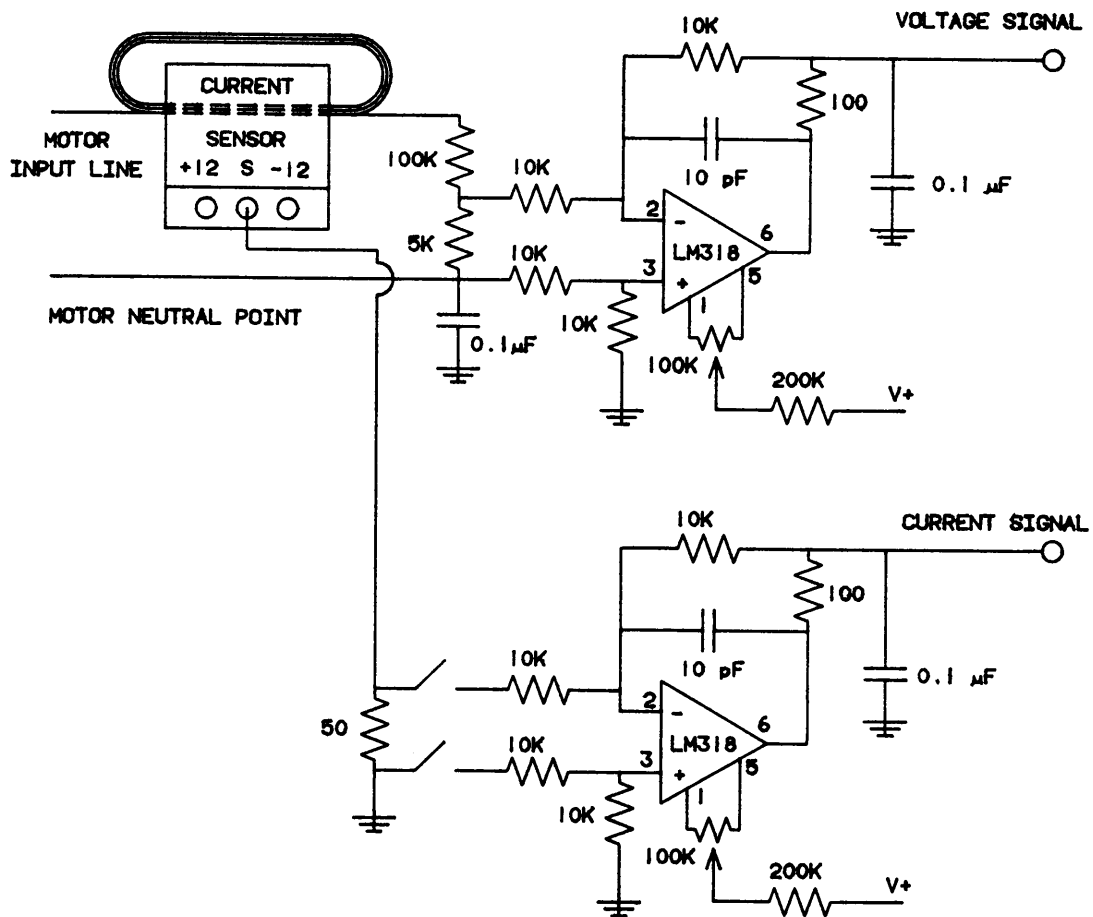 VOLTAGE SIGNAL
10K
CURRENT
SENSOR
+12 S -12
MOTOR
INPUT LINE
100
100K
10K
10 pF
0.1 µF
2
-
6
LM318
5K
10K
3
+
5
1
MOTOR NEUTRAL POINT
0.1µF
10K
100K
200K
V+
CURRENT SIGNAL
10K
100
10K
10 pF
0.1 µF
2
-
6
50
LM318
10K
3
+
5
1
10K
100K
200K
V+